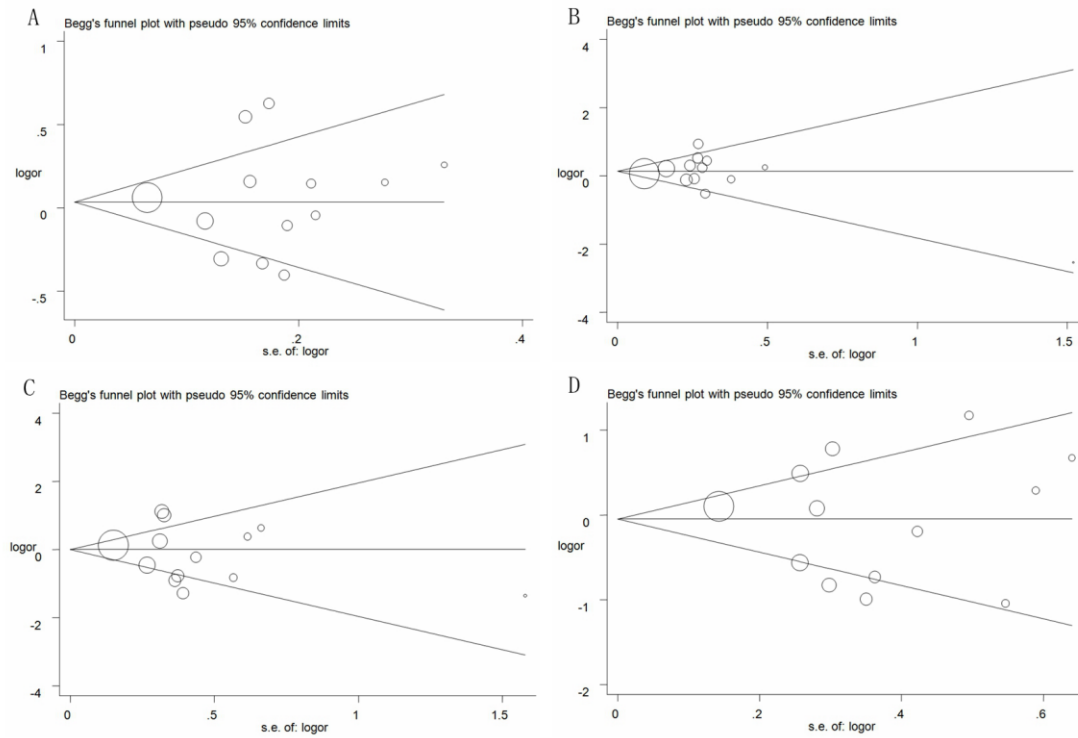 A
Begg's funnel plot with pseudo 95% confidence limits
1
.5
logor
0
-.5
0
.2
.4
s.e. of: logor
B
Begg's funnel plot with pseudo 95% confidence limits
4
2
logor
0
-2
-4
0
.5
1
1.5
s.e. of: logor
C
Begg's funnel plot with pseudo 95% confidence limits
4
2
logor
0
-2
-4
0
.5
1
1.5
s.e. of: logor
D
Begg's funnel plot with pseudo 95% confidence limits
1
0
logor
-1
-2
0
.2
.4
.6
s.e. of: logor